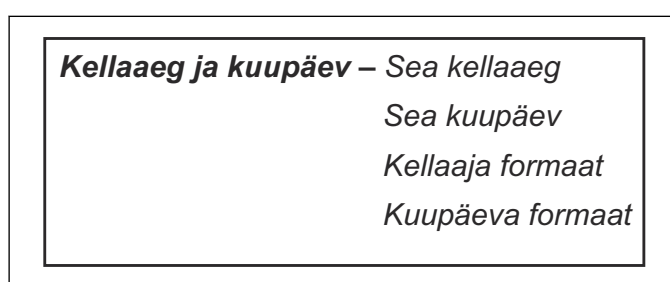 Kellaaeg ja kuupäev – Sea kellaaeg
Sea kuupäev
Kellaaja formaat
Kuupäeva formaat